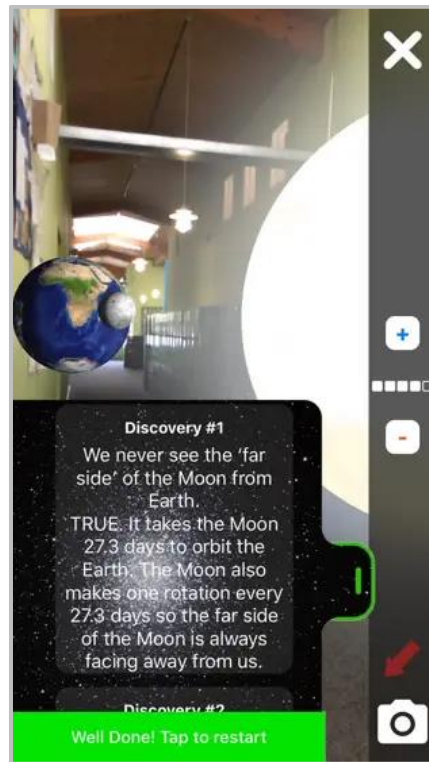 +
-
Discovery #1
We never see the 'far
side' of the Moon from
Earth.
TRUE. It takes the Moon
27.3 days to orbit the
Earth. The Moon also
makes one rotation every
27.3 days so the far side
of the Moon is always
facing away from us.
Discovery #2
Well Done! Tap to restart